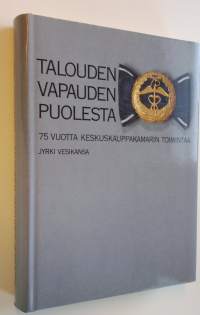 TALOUDEN
VAPAUDEN
PUOLESTA
75 VUOTTA KESKUSKAUPPAKAMARIN TOIMINTAA
JYRKI VESIKANSA